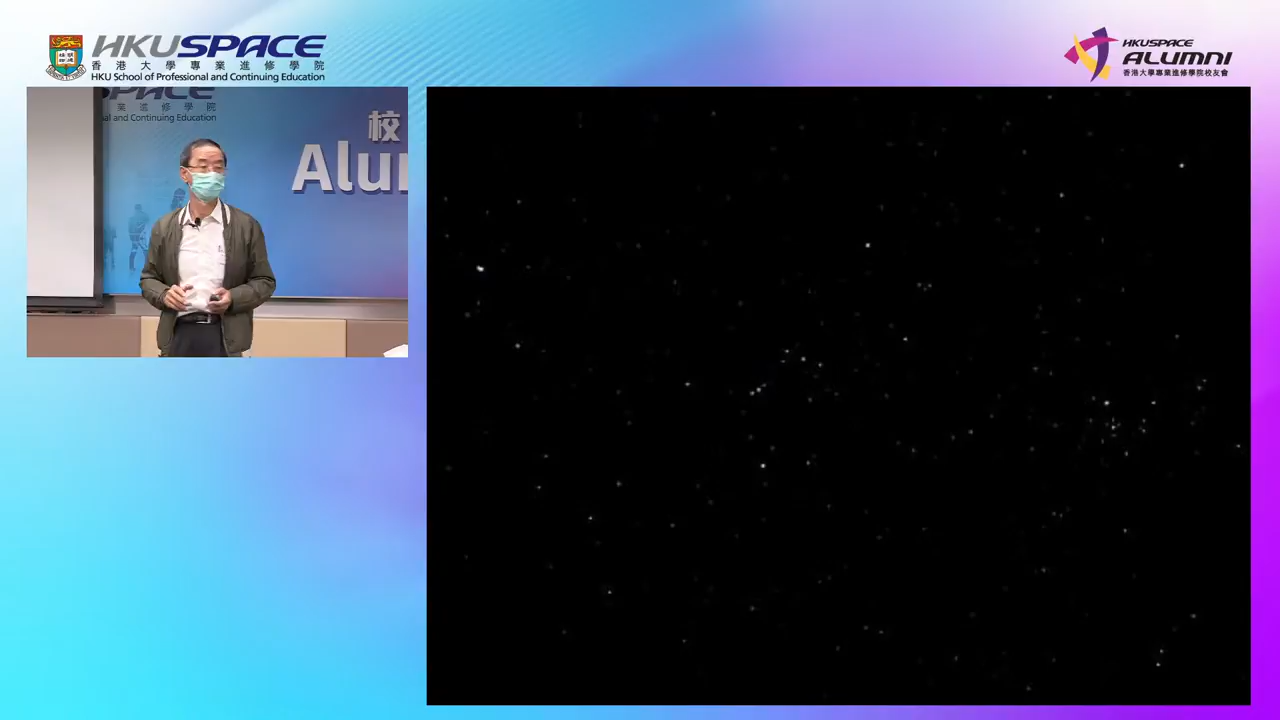 HKUSPACE
香港大學專業進修學院
HKU School of Professional and Continuing Education
HKUSPACE
ALUMNI
香港大學專業進修學院校友會
SPACE
業進修學院
al and Continuing Education
校
Alu